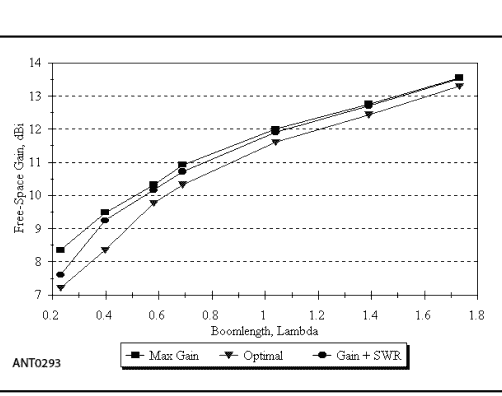 14
13
12
11
10
9
8
7
Free-Space Gain, dBi
0.2 0.4 0.6 0.8 1 1.2 1.4 1.6 1.8
Boomlength, Lambda
Max Gain Optimal Gain + SWR
ANT0293